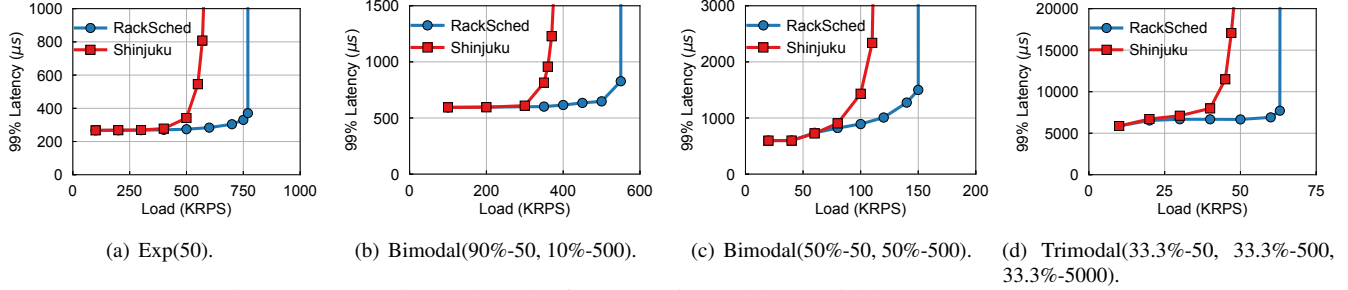 99% Latency (μs)
1000
800
600
400
200
0
RackSched
Shinjuku
0 250 500 750 1000
Load (KRPS)
(a) Exp(50).
99% Latency (μs)
1500
1000
500
0
RackSched
Shinjuku
0 200 400 600
Load (KRPS)
(b) Bimodal(90%-50, 10%-500).
99% Latency (μs)
3000
2000
1000
0
RackSched
Shinjuku
0 50 100 150 200
Load (KRPS)
(c) Bimodal(50%-50, 50%-500).
99% Latency (μs)
20000
15000
10000
5000
0
RackSched
Shinjuku
0 25 50 75
Load (KRPS)
(d) Trimodal(33.3%-50, 33.3%-500,
33.3%-5000).